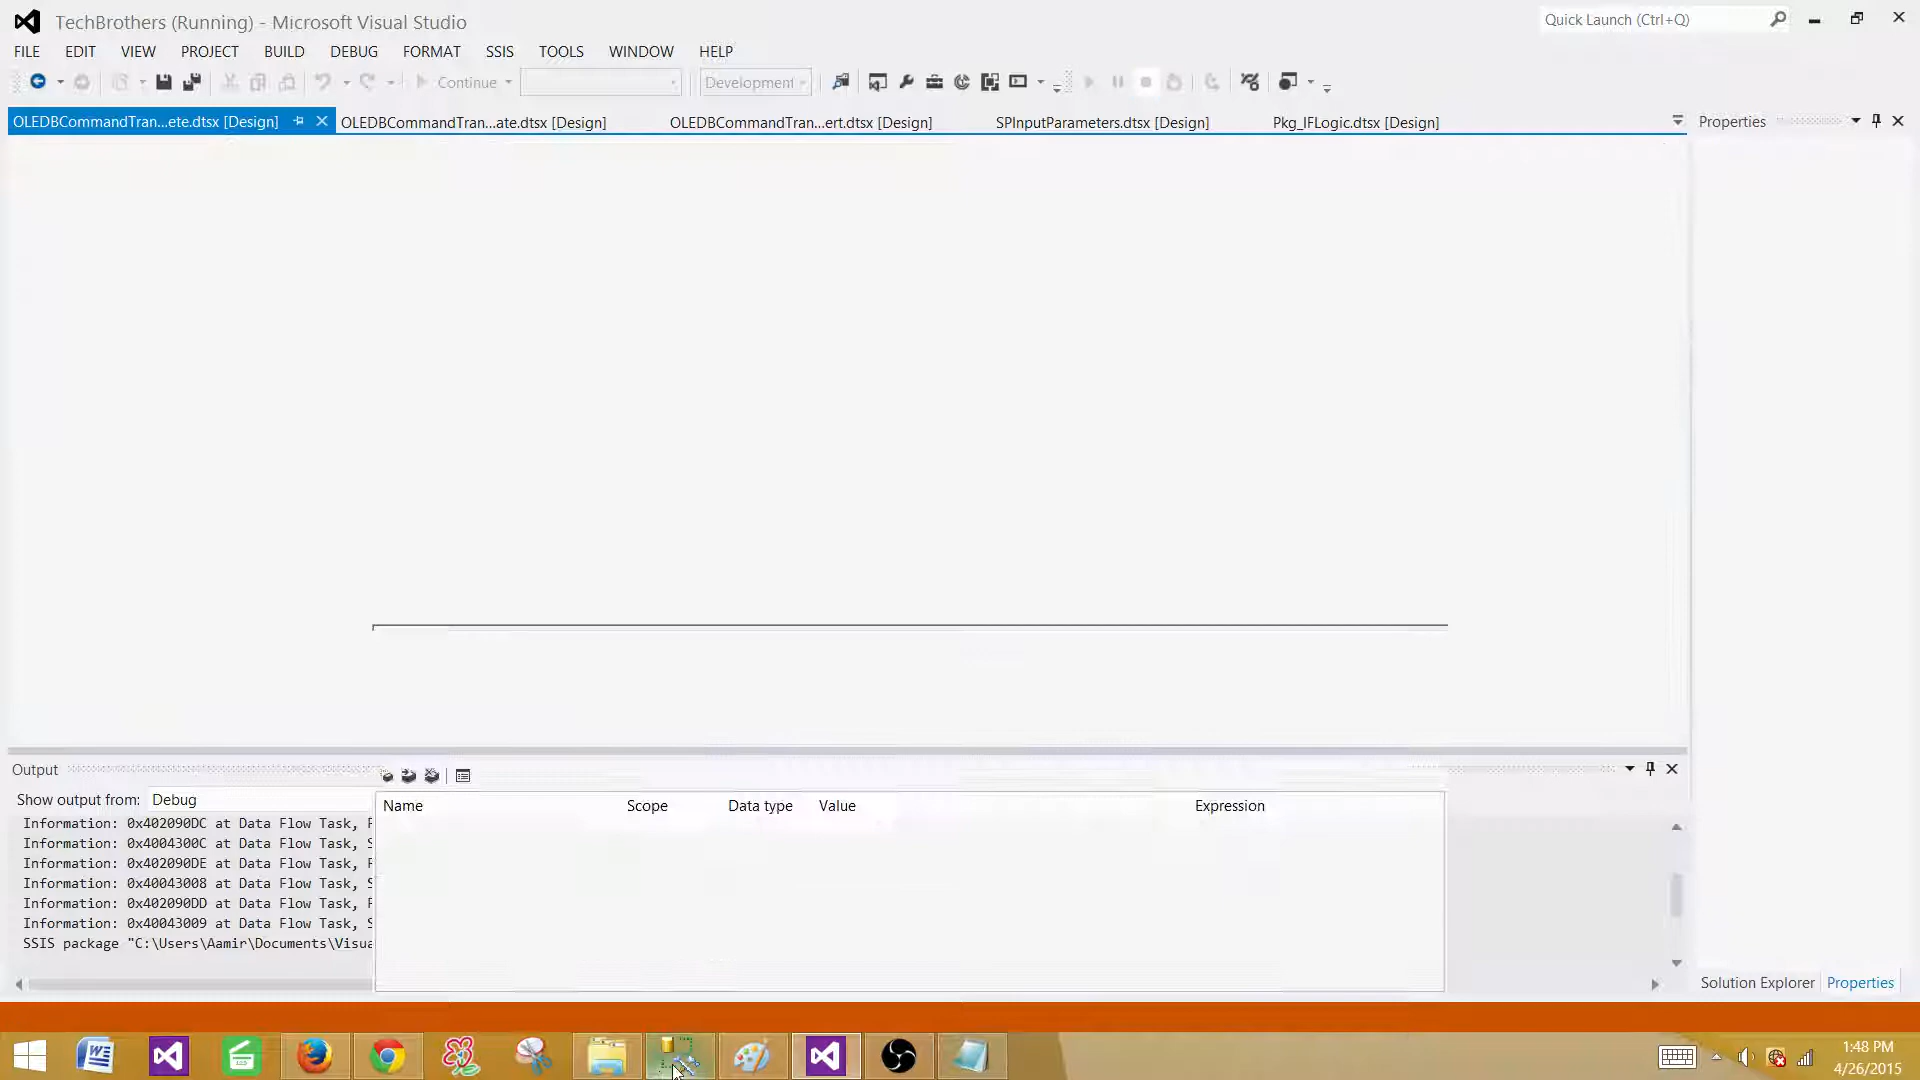 TechBrothers (Running) - Microsoft Visual Studio
Quick Launch (Ctrl+Q)
FILE EDIT VIEW PROJECT BUILD DEBUG FORMAT SSIS TOOLS WINDOW HELP
Continue Development
OLEDBCommandTran...ete.dtsx [Design] OLEDBCommandTran...ate.dtsx [Design] OLEDBCommandTran...ert.dtsx [Design] SPInputParameters.dtsx [Design] Pkg_IFLogic.dtsx [Design]
Properties
Output
Show output from: Debug
Name Scope Data type Value Expression
Information: 0x402090DC at Data Flow Task,
Information: 0x4004300C at Data Flow Task,
Information: 0x402090DE at Data Flow Task,
Information: 0x40043008 at Data Flow Task,
Information: 0x402090DD at Data Flow Task,
Information: 0x40043009 at Data Flow Task,
SSIS package "C:\Users\Aamir\Documents\Visua
Solution Explorer Properties
1:48 PM
4/26/2015